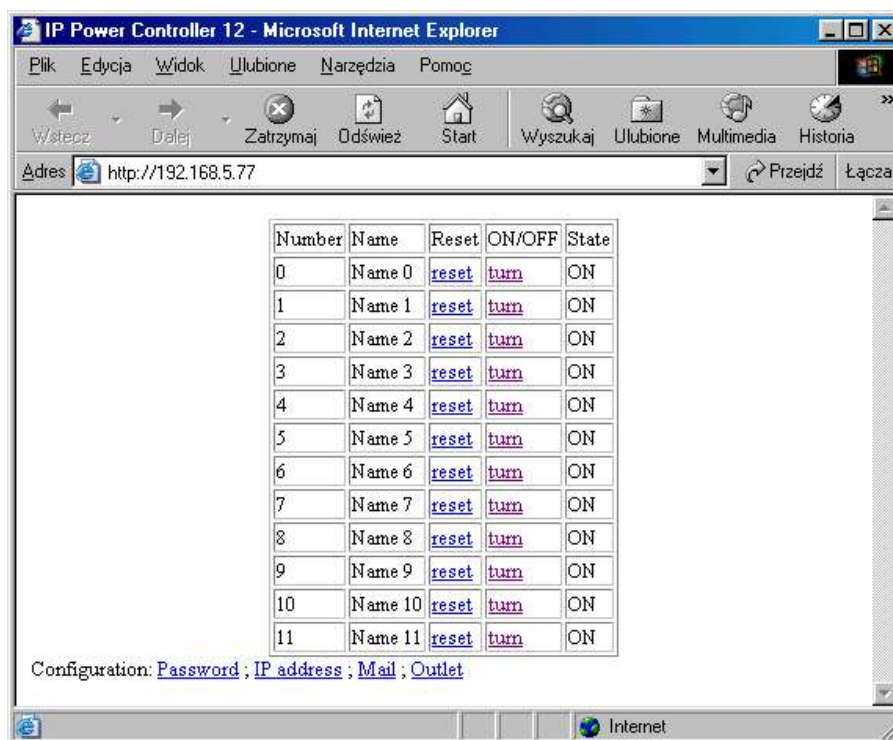 IP Power Controller 12 - Microsoft Internet Explorer
Plik Edycja Widok Ulubione Narzędzia Pomoc
Wstecz Dalej Zatrzymaj Odśwież Start Wyszukaj Ulubione Multimedia Historia »
Adres http://192.168.5.77 Przejdź Łącza
Number Name Reset ON/OFF State
0 Name 0 reset turn ON
1 Name 1 reset turn ON
2 Name 2 reset turn ON
3 Name 3 reset turn ON
4 Name 4 reset turn ON
5 Name 5 reset turn ON
6 Name 6 reset turn ON
7 Name 7 reset turn ON
8 Name 8 reset turn ON
9 Name 9 reset turn ON
10 Name 10 reset turn ON
11 Name 11 reset turn ON
Configuration: Password ; IP address ; Mail ; Outlet
Internet